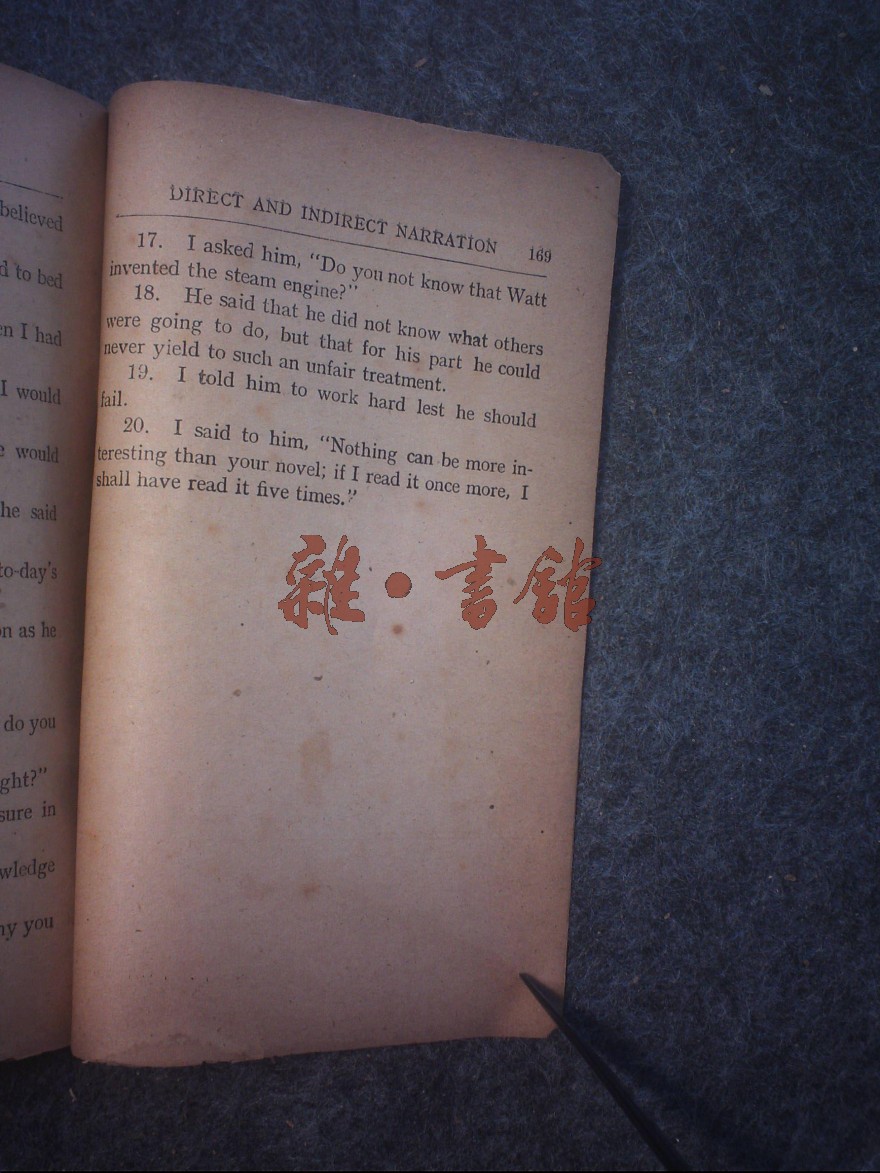 believed
d to bed
en I had
I would
e would
he said
to-day's
on as he
do you
ght?"
sure in
wledge
ny you
DIRECT AND INDIRECT NARRATION 169
17. I asked him, "Do you not know that Watt
invented the steam engine?"
18. He said that he did not know what others
were going to do, but that for his part he could
never yield to such an unfair treatment.
19. I told him to work hard lest he should
fail.
20. I said to him, "Nothing can be more in-
teresting than your novel; if I read it once more, I
shall have read it five times."
雜·書館